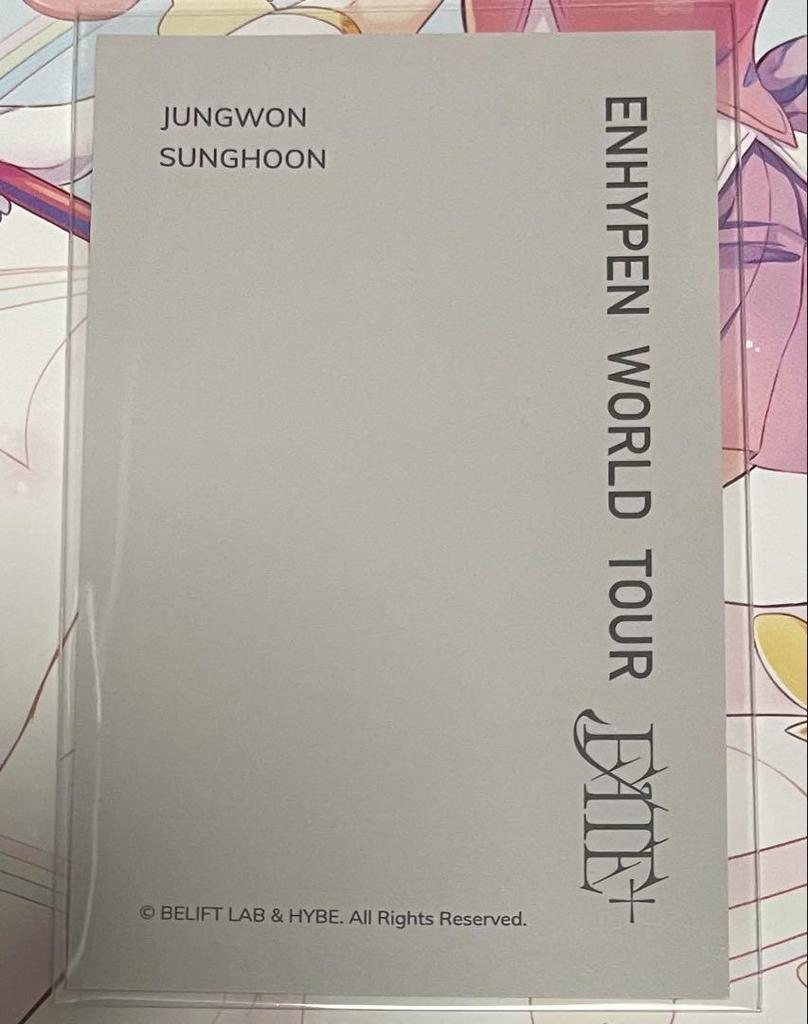 JUNGWON
SUNGHOON
ENHYPEN WORLD TOUR FATE+
© BELIFT LAB & HYBE. All Rights Reserved.